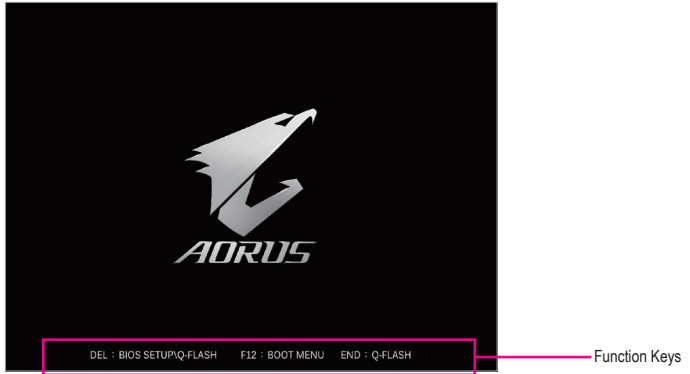 AORUS
DEL : BIOS SETUP\Q-FLASH F12 : BOOT MENU END : Q-FLASH
Function Keys